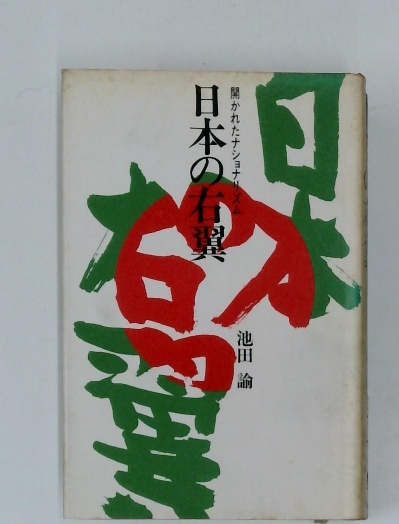 開かれたナショナリズム
日本の右翼
池田 諭
日本の
右翼